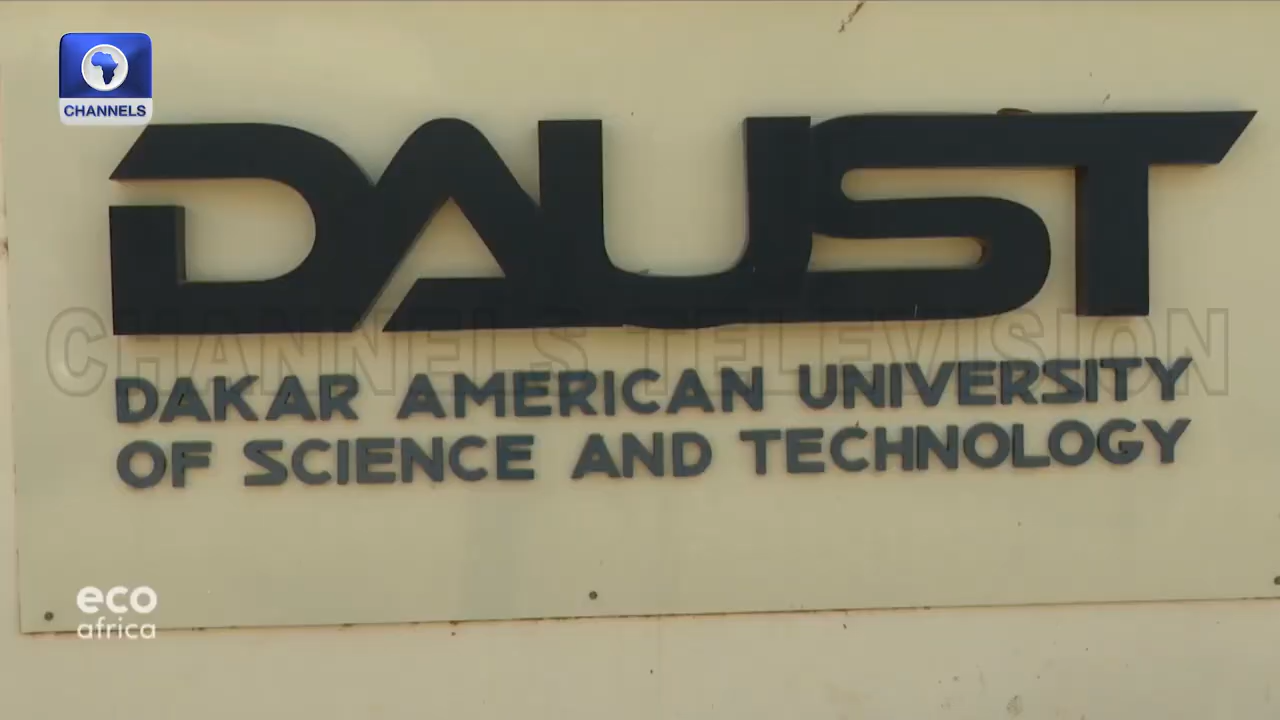 CHANNELS
DAUST
CHANNELS TELEVISION
DAKAR AMERICAN UNIVERSITY
OF SCIENCE AND TECHNOLOGY
eco
africa